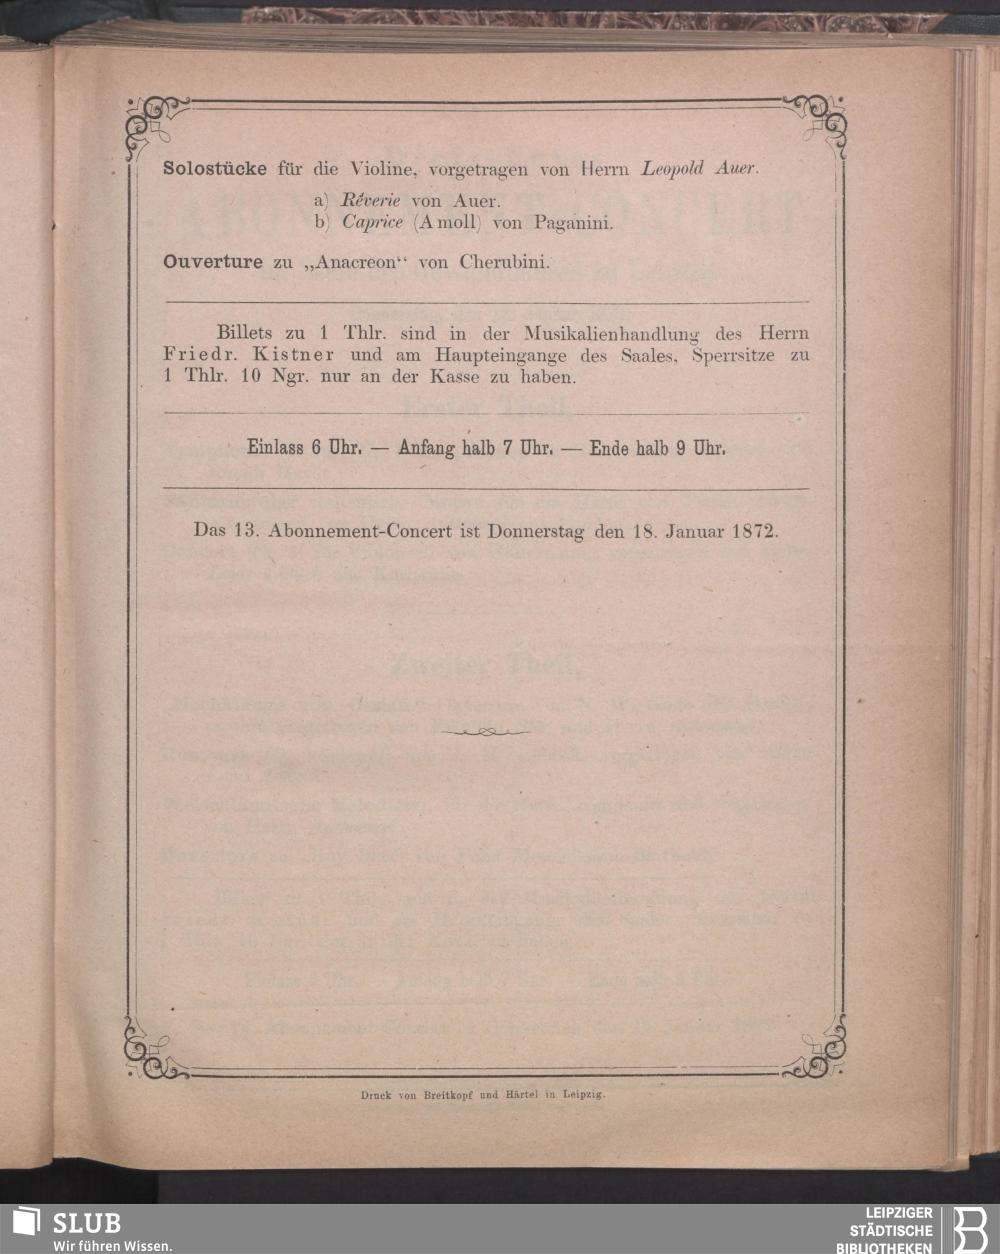 Solostücke für die Violine, vorgetragen von Herrn Leopold Auer.
a) Rêverie von Auer.
b) Caprice (A moll) von Paganini.
Ouverture zu „Anacreon“ von Cherubini.
Billets zu 1 Thlr. sind in der Musikalienhandlung des Herrn
Friedr. Kistner und am Haupteingange des Saales, Sperrsitze zu
1 Thlr. 10 Ngr. nur an der Kasse zu haben.
Einlass 6 Uhr. — Anfang halb 7 Uhr. — Ende halb 9 Uhr.
Das 13. Abonnement-Concert ist Donnerstag den 18. Januar 1872.
Druck von Breitkopf und Härtel in Leipzig.
SLUB
Wir führen Wissen.
LEIPZIGER
STÄDTISCHE
BIBLIOTHEKEN